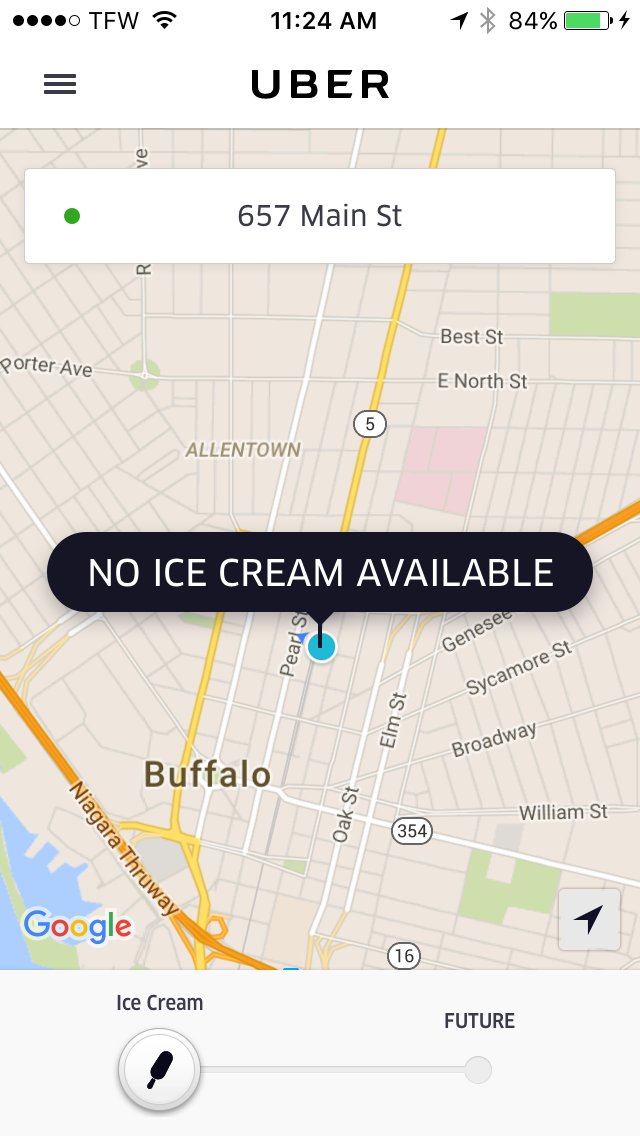 TFW 11:24 AM 84%
UBER
ve
657 Main St
R
Best St
Porter Ave
E North St
5
ALLENTOWN
NO ICE CREAM AVAILABLE
Pearl St
Genesee
Sycamore St
Elm St
Broadway
Buffalo
Niagara Thruway
Oak St
William St
354
Google
16
Ice Cream
FUTURE